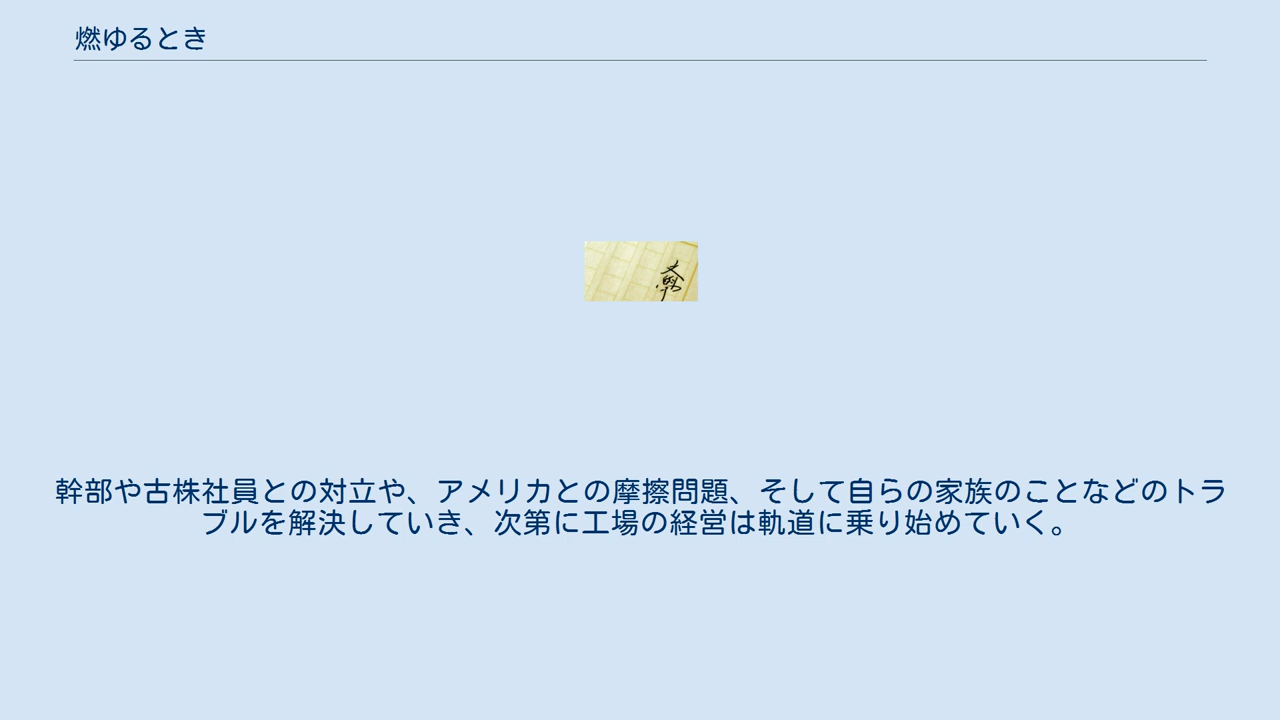 燃ゆるとき
幹部や古株社員との対立や、アメリカとの摩擦問題、そして自らの家族のことなどのトラ
ブルを解決していき、次第に工場の経営は軌道に乗り始めていく。